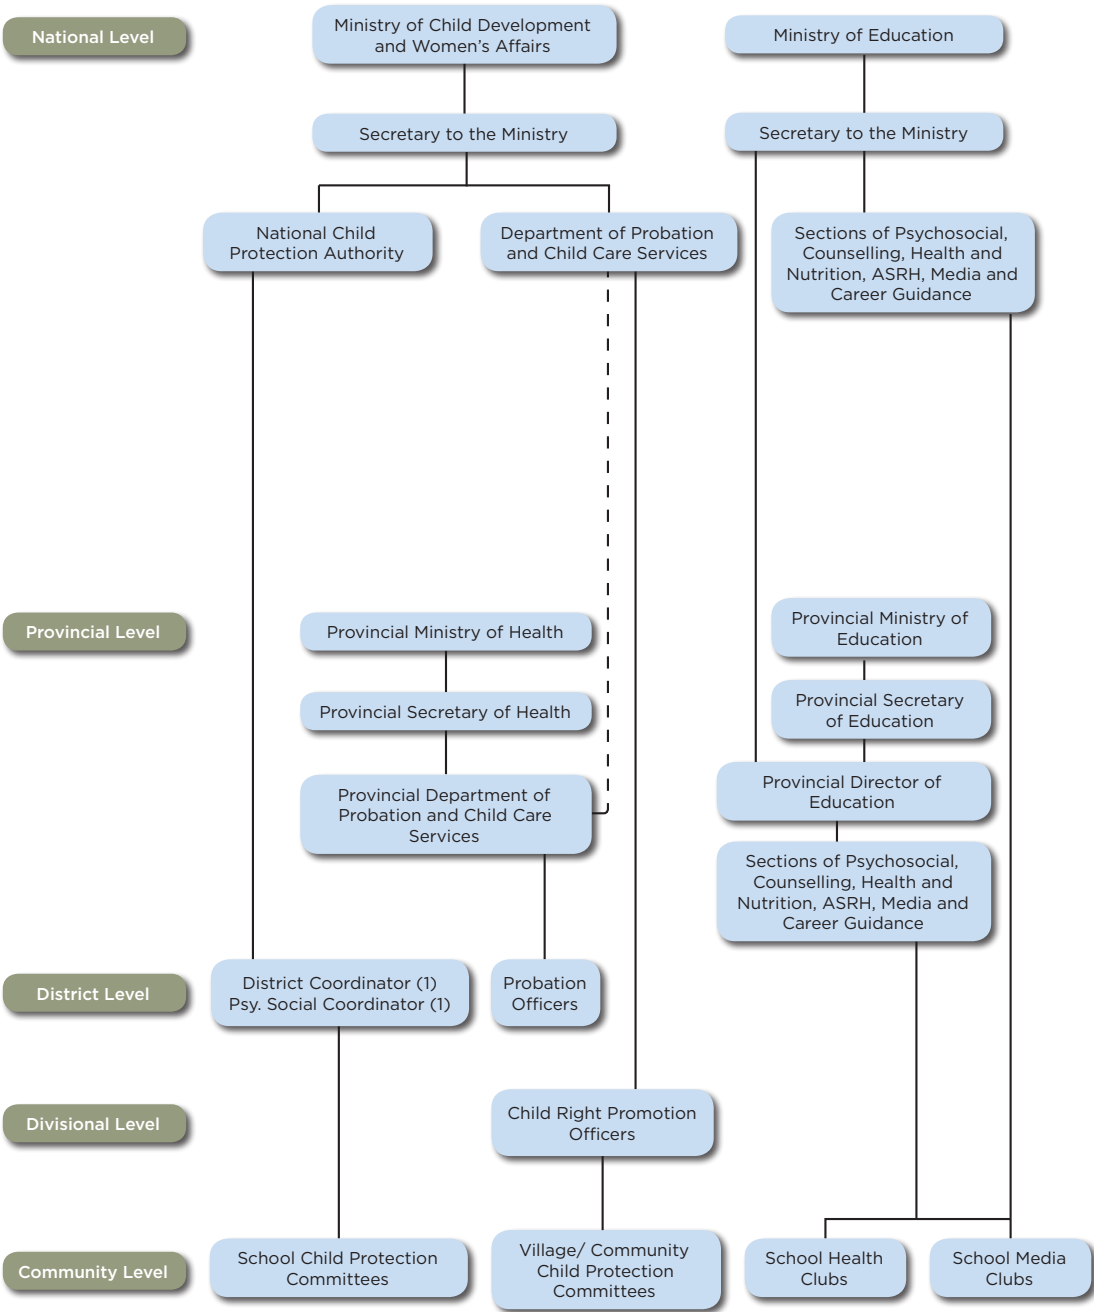 National Level
Ministry of Child Development
and Women's Affairs
Ministry of Education
Secretary to the Ministry
Secretary to the Ministry
National Child
Protection Authority
Department of Probation
and Child Care Services
Sections of Psychosocial,
Counselling, Health and
Nutrition, ASRH, Media and
Career Guidance
Provincial Level
Provincial Ministry of Health
Provincial Ministry of
Education
Provincial Secretary of Health
Provincial Secretary
of Education
Provincial Department of
Probation and Child Care
Services
Provincial Director of
Education
Sections of Psychosocial,
Counselling, Health and
Nutrition, ASRH, Media and
Career Guidance
District Level
District Coordinator (1)
Psy. Social Coordinator (1)
Probation
Officers
Divisional Level
Child Right Promotion
Officers
Community Level
School Child Protection
Committees
Village/ Community
Child Protection
Committees
School Health
Clubs
School Media
Clubs